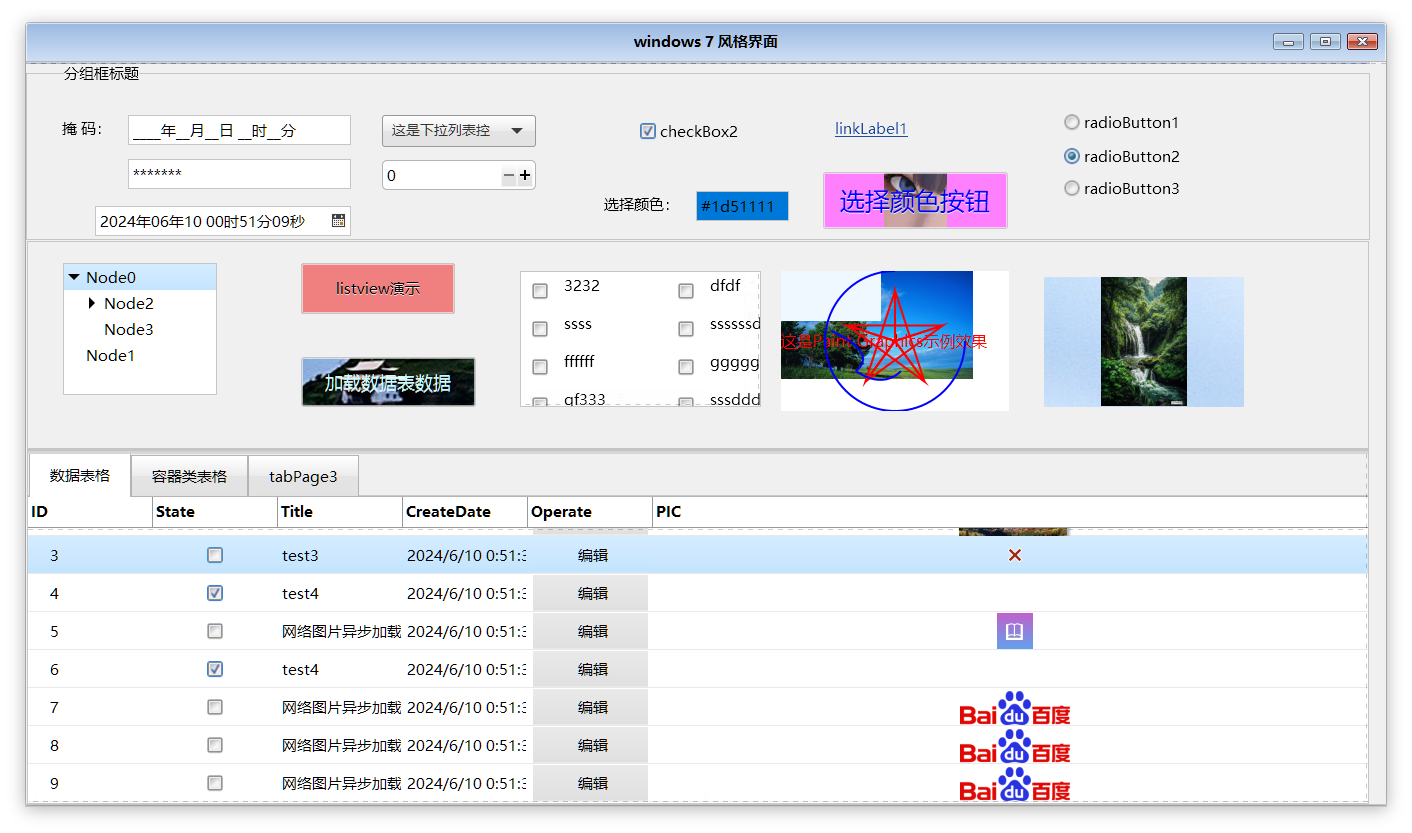 windows 7 风格界面
分组框标题
掩 码：
____年__月__日 __时__分
这是下拉列表控
checkBox2
linkLabel1
radioButton1
*******
0
radioButton2
选择颜色：
#1d51111
选择颜色按钮
radioButton3
2024年06年10 00时51分09秒
Node0
Node2
Node3
Node1
listview演示
加载数据表数据
3232
dfdf
ssss
ssssssd
ffffff
ggggg
gf333
sssddd
这是Paint Graphics示例效果
数据表格
容器类表格
tabPage3
ID State Title CreateDate Operate PIC
3 test3 2024/6/10 0:51:3 编辑
4 test4 2024/6/10 0:51:3 编辑
5 网络图片异步加载 2024/6/10 0:51:3 编辑
6 test4 2024/6/10 0:51:3 编辑
7 网络图片异步加载 2024/6/10 0:51:3 编辑 Bai du 百度
8 网络图片异步加载 2024/6/10 0:51:3 编辑 Bai du 百度
9 网络图片异步加载 2024/6/10 0:51:3 编辑 Bai du 百度